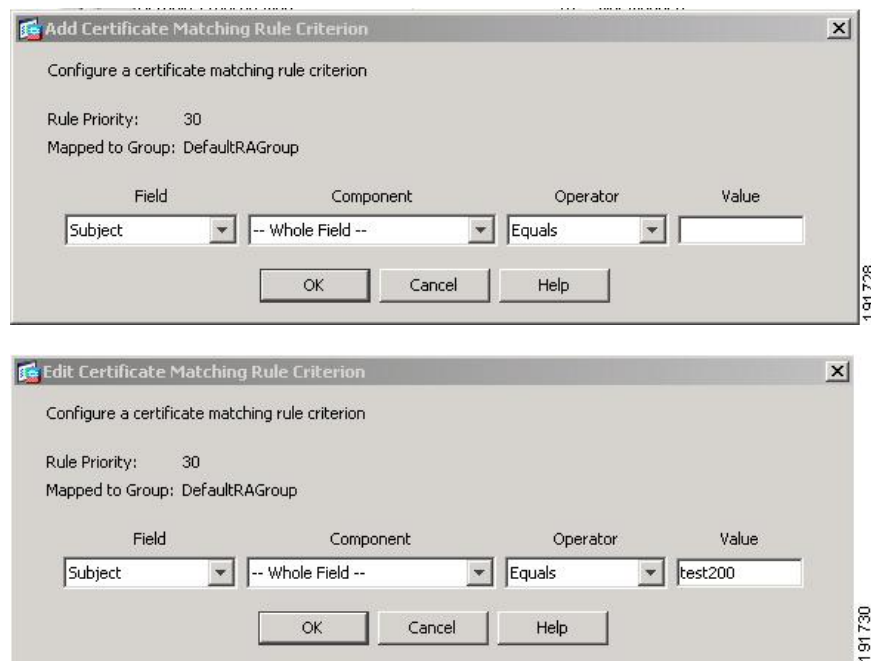 Add Certificate Matching Rule Criterion
Configure a certificate matching rule criterion
Rule Priority: 30
Mapped to Group: DefaultRAGroup
Field Component Operator Value
Subject -- Whole Field -- Equals
OK Cancel Help
191728
Edit Certificate Matching Rule Criterion
Configure a certificate matching rule criterion
Rule Priority: 30
Mapped to Group: DefaultRAGroup
Field Component Operator Value
Subject -- Whole Field -- Equals test200
OK Cancel Help
191730